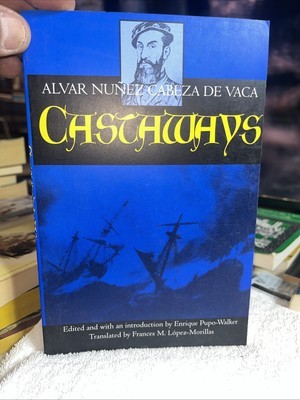 ALVAR NUÑEZ CABEZA DE VACA
CASTAWAYS
Edited and with an introduction by Enrique Pupo-Walker
Translated by Frances M. López-Morillas